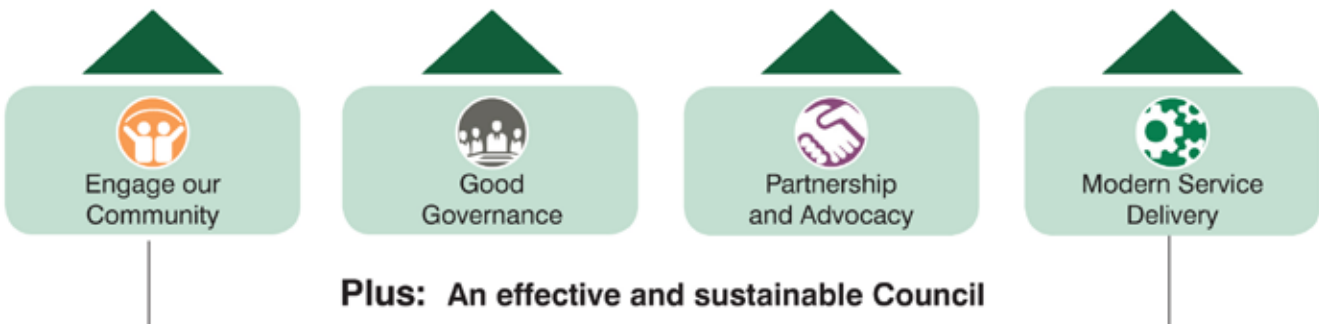 Engage our
Community
Good
Governance
Partnership
and Advocacy
Modern Service
Delivery
Plus: An effective and sustainable Council